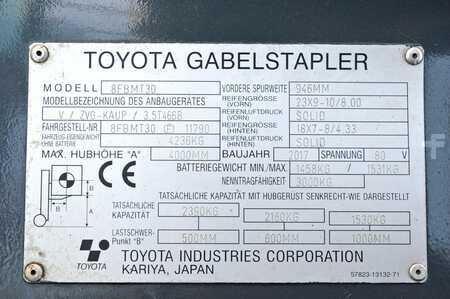 TOYOTA GABELSTAPLER
MODELL 8FBMT30 VORDERE SPURWEITE 946MM
MODELLBEZEICHNUNG DES ANBAUGERÄTES REIFENGRÖSSE (VORN) 23X9-10/8.00
V / ZVG-KAUP / 3.5T466B REIFENLUFTDRUCK (VORN) SOLID
FAHRGESTELL-NR. 8FBMT30 11790 REIFENGRÖSSE (HINTEN) 18X7-8/4.33
FAHRZEUG-EIGENGEWICHT OHNE BATTERIE 4236KG REIFENLUFTDRUCK (HINTEN) SOLID
MAX. HUBHÖHE "A" 4000MM BAUJAHR 2017 SPANNUNG 80 V
BATTERIEGEWICHT MIN./MAX. 1458KG / 1531KG
NENNTRAGFÄHIGKEIT 3000KG
TATSÄCHLICHE KAPAZITÄT MIT HUBGERUST SENKRECHT-WIE DARGESTELLT
TATSÄCHLICHE KAPAZITÄT 2390KG 2160KG 1530KG
LASTSCHWER-Punkt "B" 500MM 600MM 1000MM
A
B B
TOYOTA
TOYOTA INDUSTRIES CORPORATION
KARIYA, JAPAN
57823-13132-71